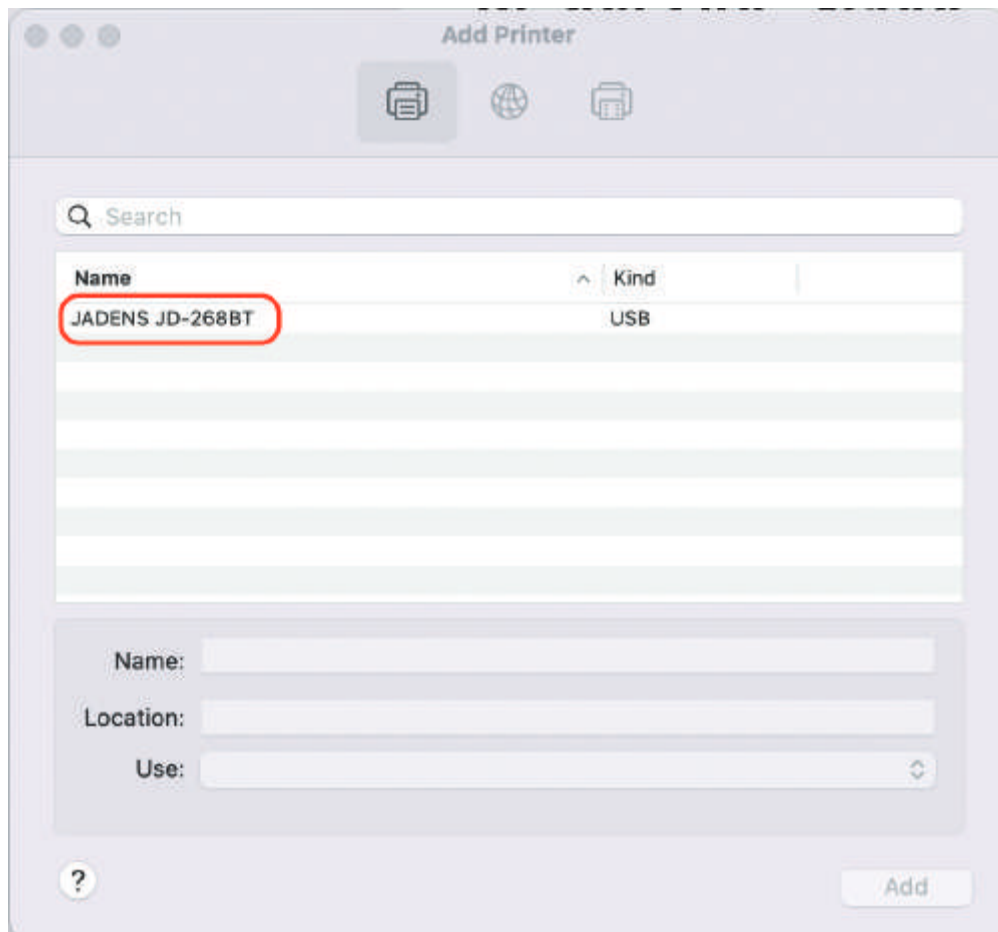 Add Printer
Search
Name Kind
JADENS JD-268BT USB
Name:
Location:
Use:
?
Add